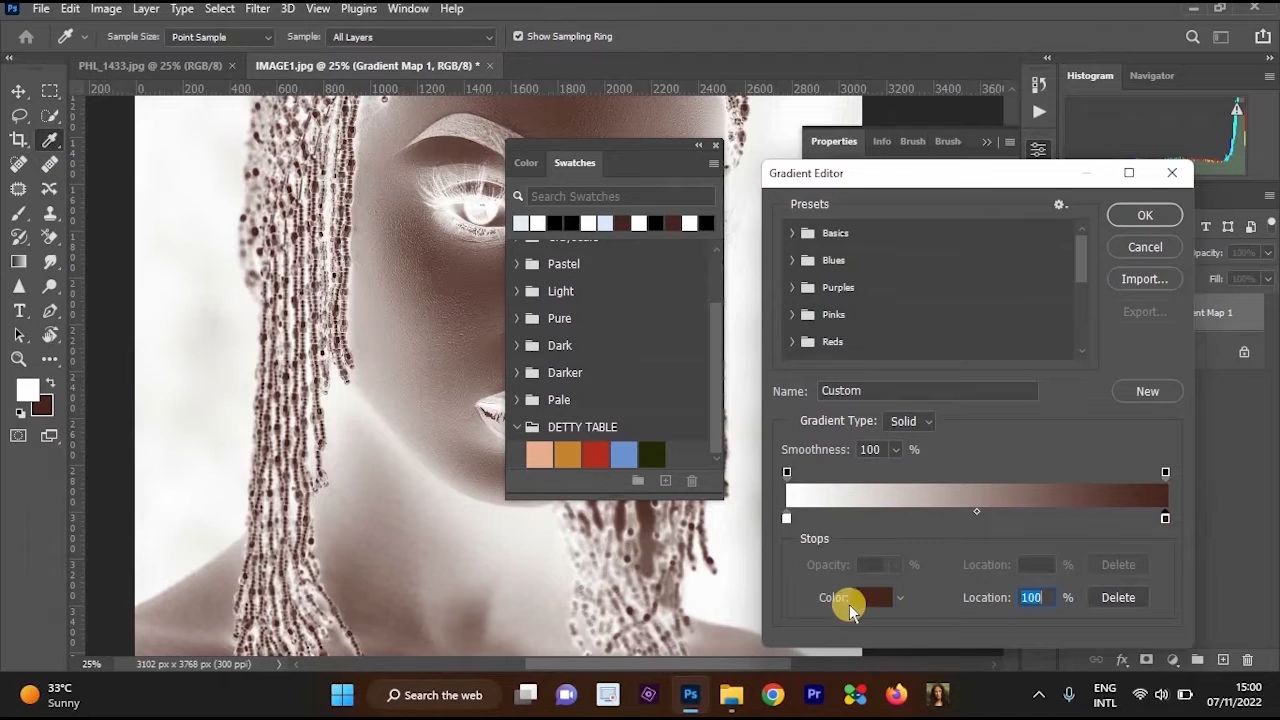 Ps File Edit Image Layer Type Select Filter 3D View Plugins Window Help
Sample Size: Point Sample Sample: All Layers Show Sampling Ring
PHL_1433.jpg @ 25% (RGB/8) × IMAGE1.jpg @ 25% (Gradient Map 1, RGB/8) * ×
Histogram Navigator
200 0 200 400 600 800 1000 1200 1400 1600 1800 2000 2200 2400 2600 2800 3000 3200 3400 3600
Properties Info Brush Brush
Color Swatches
Search Swatches
Pastel
Light
Pure
Dark
Darker
Pale
DETTY TABLE
Gradient Editor
Presets
Basics
Blues
Purples
Pinks
Reds
OK
Cancel
Import...
Export...
Name: Custom New
Gradient Type: Solid
Smoothness: 100 %
Stops
Opacity: % Location: % Delete
Color: Location: 100 % Delete
100%
Fill: 100%
nt Map 1
25% 3102 px x 3768 px (300 ppi)
33°C
Sunny
Search the web
Ps
Pr
ENG
INTL
15:00
07/11/2022